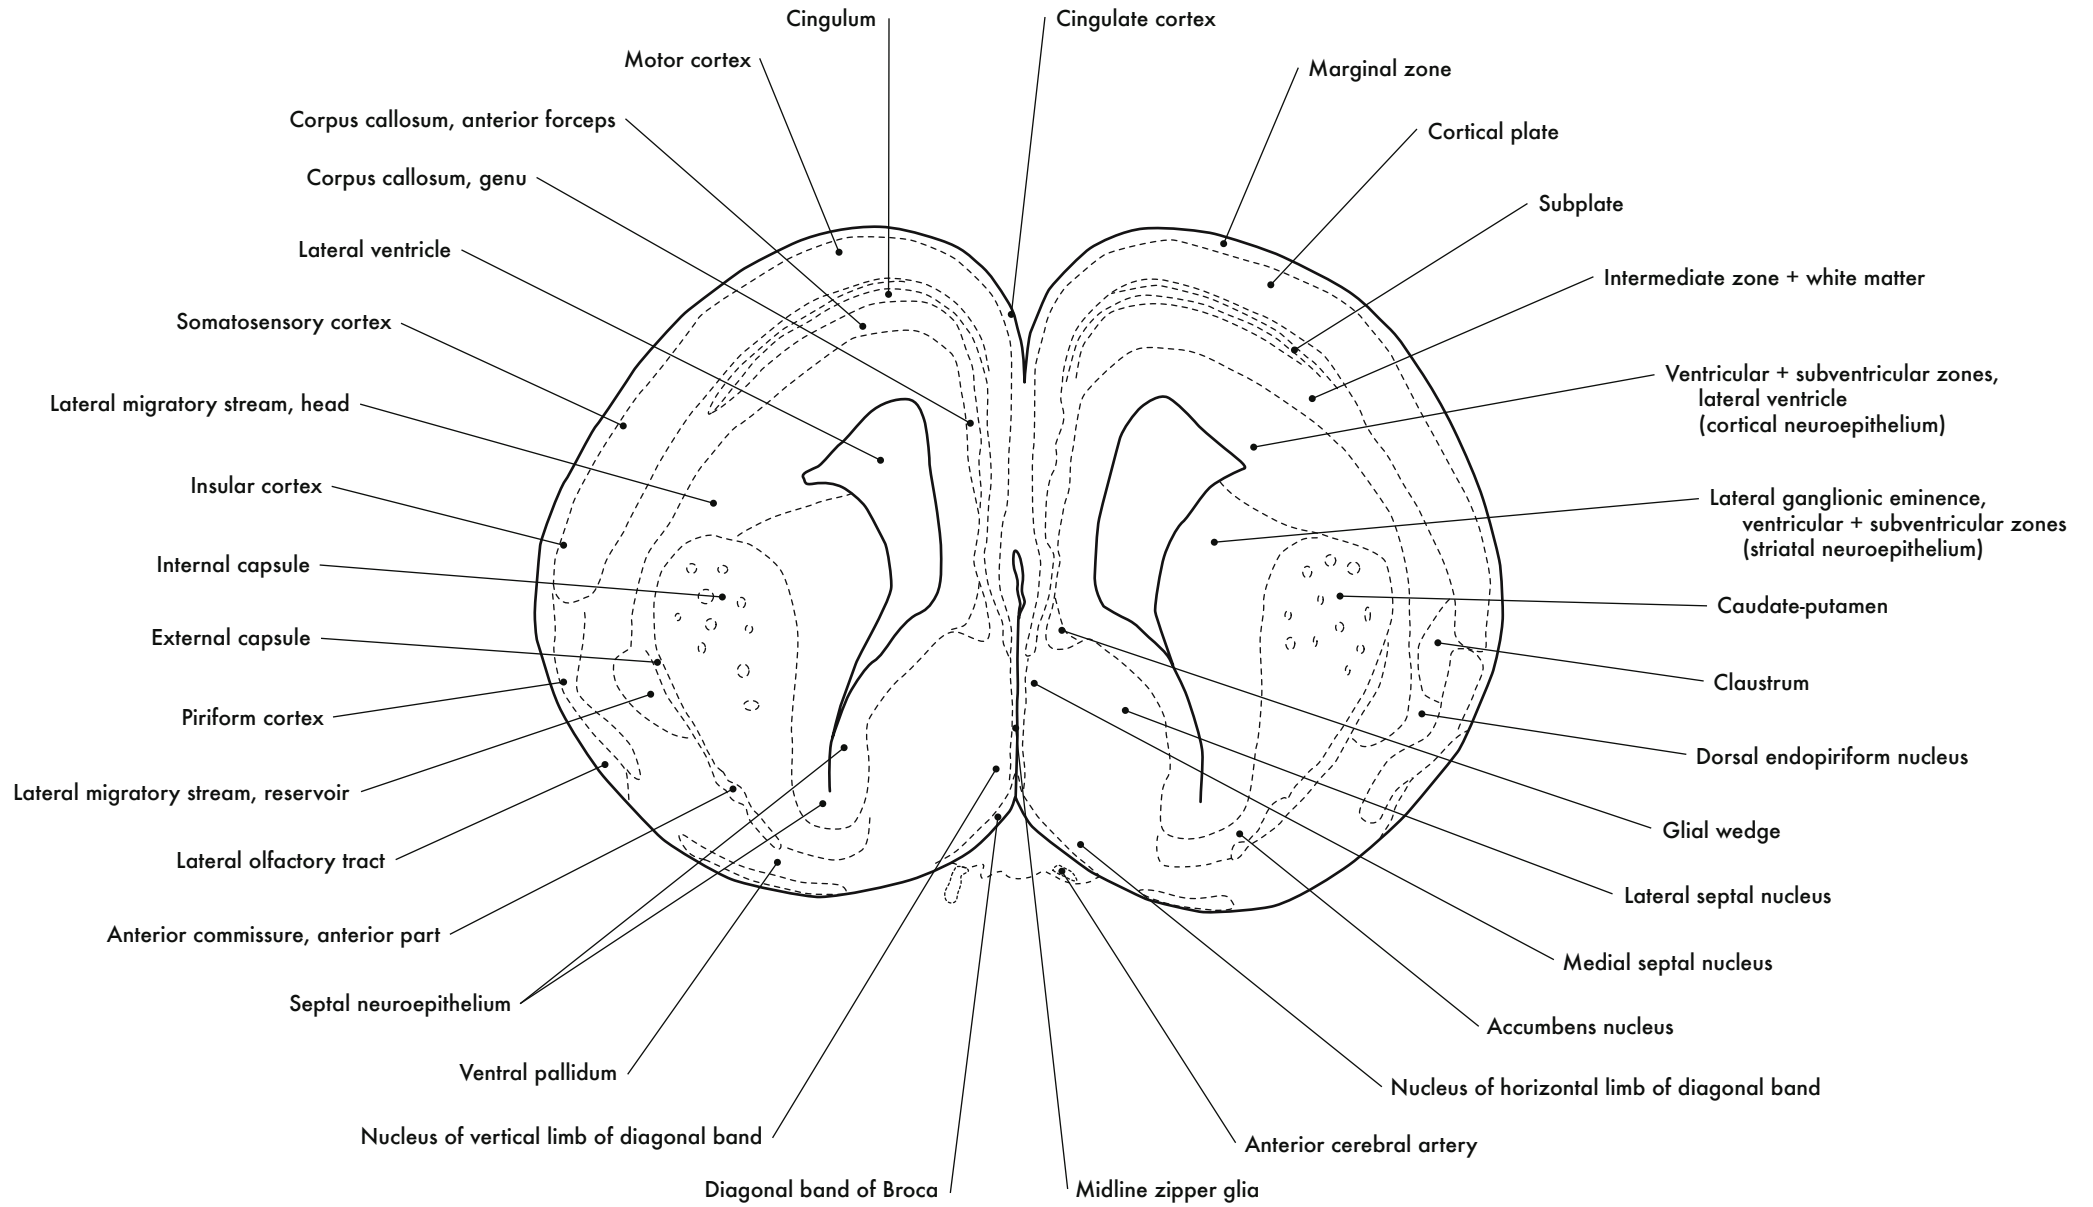 Cingulum
Motor cortex
Corpus callosum, anterior forceps
Corpus callosum, genu
Lateral ventricle
Somatosensory cortex
Lateral migratory stream, head
Insular cortex
Internal capsule
External capsule
Piriform cortex
Lateral migratory stream, reservoir
Lateral olfactory tract
Anterior commissure, anterior part
Septal neuroepithelium
Ventral pallidum
Nucleus of vertical limb of diagonal band
Diagonal band of Broca
Cingulate cortex
Marginal zone
Cortical plate
Subplate
Intermediate zone + white matter
Ventricular + subventricular zones,
lateral ventricle
(cortical neuroepithelium)
Lateral ganglionic eminence,
ventricular + subventricular zones
(striatal neuroepithelium)
Caudate-putamen
Claustrum
Dorsal endopiriform nucleus
Glial wedge
Lateral septal nucleus
Medial septal nucleus
Accumbens nucleus
Nucleus of horizontal limb of diagonal band
Anterior cerebral artery
Midline zipper glia